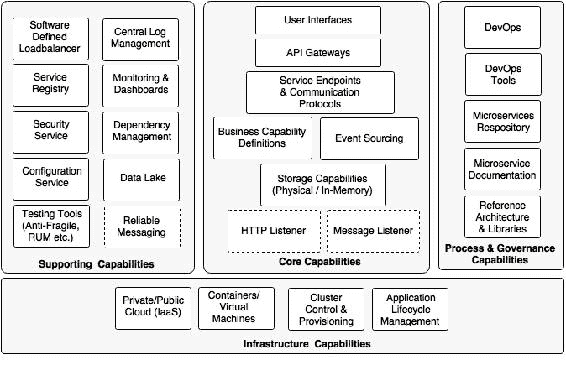 Software
Defined
Loadbalancer
Central Log
Management
Service
Registry
Monitoring &
Dashboards
Security
Service
Dependency
Management
Configuration
Service
Data Lake
Testing Tools
(Anti-Fragile,
RUM etc.)
Reliable
Messaging
Supporting Capabilities
User Interfaces
API Gateways
Service Endpoints
& Communication
Protocols
Business Capability
Definitions
Event Sourcing
Storage Capabilities
(Physical / In-Memory)
HTTP Listener
Message Listener
Core Capabilities
DevOps
DevOps
Tools
Microservices
Respository
Microservice
Documentation
Reference
Architecture
& Libraries
Process & Governance
Capabilities
Private/Public
Cloud (IaaS)
Containers/
Virtual
Machines
Cluster
Control &
Provisioning
Application
Lifecycle
Management
Infrastructure Capabilities